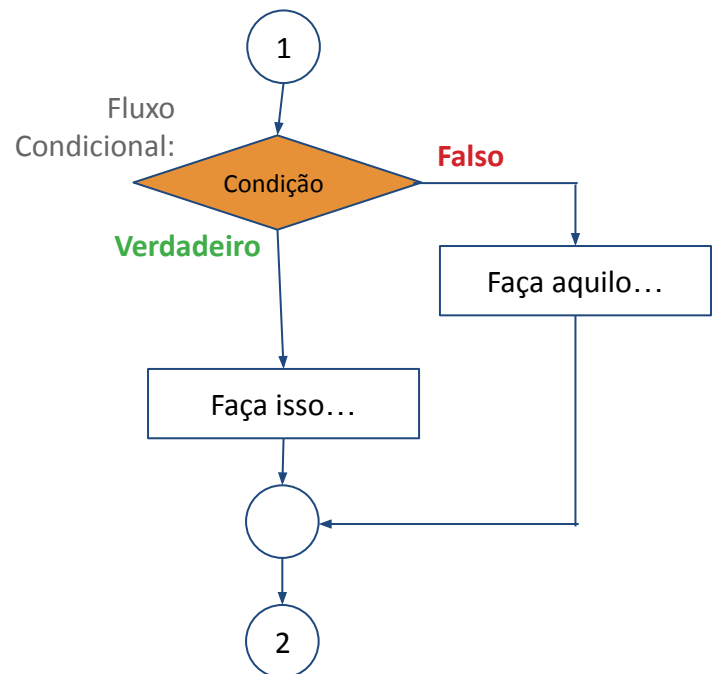 1
Fluxo
Condicional:
Condição
Falso
Verdadeiro
Faça aquilo…
Faça isso…
2